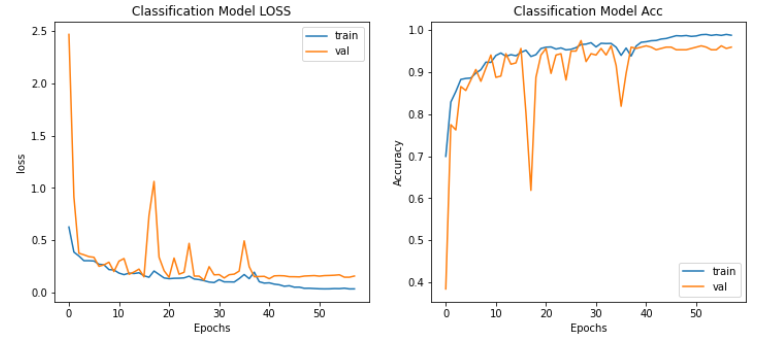 Classification Model LOSS
train
val
2.5
2.0
1.5
1.0
0.5
0.0
loss
0 10 20 30 40 50
Epochs
Classification Model Acc
1.0
0.9
0.8
0.7
0.6
0.5
0.4
Accuracy
train
val
0 10 20 30 40 50
Epochs